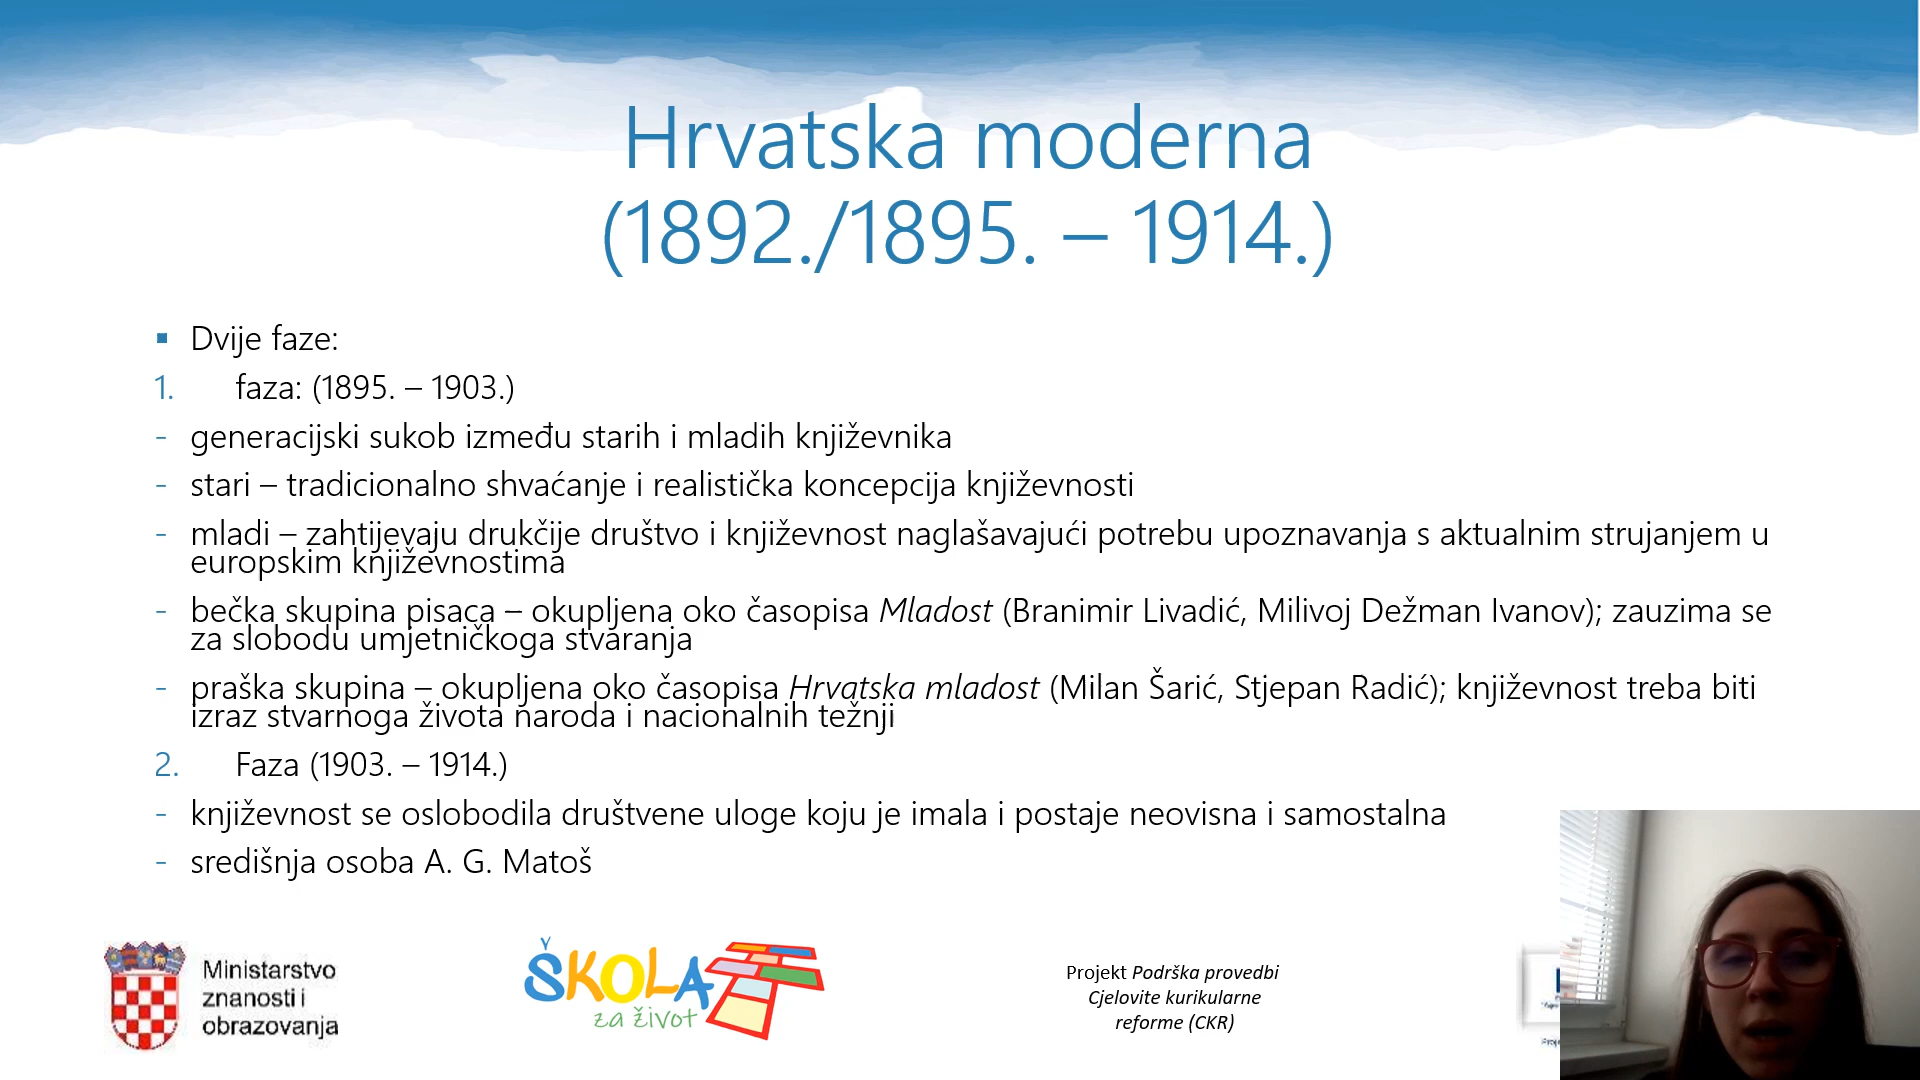 Hrvatska moderna
(1892./1895. – 1914.)
▪ Dvije faze:
1. faza: (1895. – 1903.)
- generacijski sukob između starih i mladih književnika
- stari – tradicionalno shvaćanje i realistička koncepcija književnosti
- mladi – zahtijevaju drukčije društvo i književnost naglašavajući potrebu upoznavanja s aktualnim strujanjem u
europskim književnostima
- bečka skupina pisaca – okupljena oko časopisa Mladost (Branimir Livadić, Milivoj Dežman Ivanov); zauzima se
za slobodu umjetničkoga stvaranja
- praška skupina – okupljena oko časopisa Hrvatska mladost (Milan Šarić, Stjepan Radić); književnost treba biti
izraz stvarnoga života naroda i nacionalnih težnji
2. Faza (1903. – 1914.)
- književnost se oslobodila društvene uloge koju je imala i postaje neovisna i samostalna
- središnja osoba A. G. Matoš
Ministarstvo
znanosti i
obrazovanja
ŠKOLA
za život
Projekt Podrška provedbi
Cjelovite kurikularne
reforme (CKR)